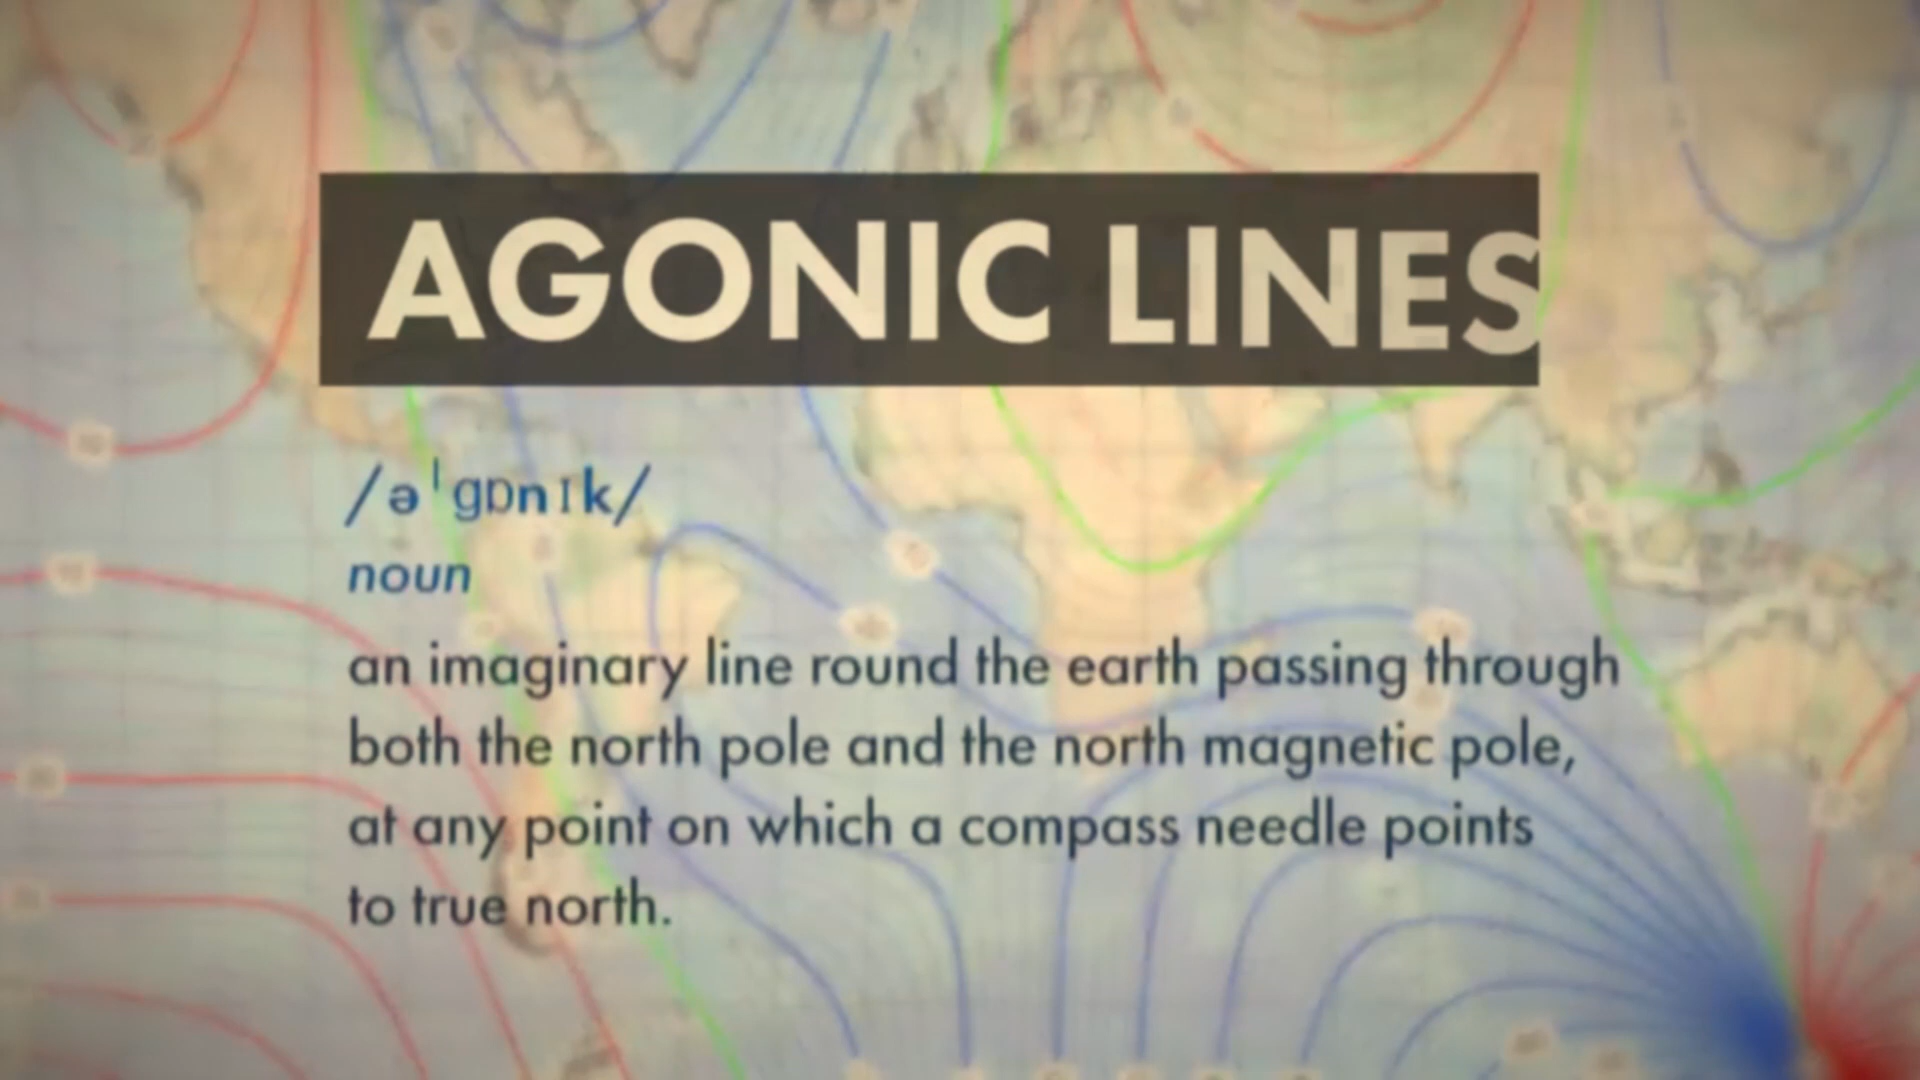 AGONIC LINES
/əˈgɒnɪk/
noun
an imaginary line round the earth passing through
both the north pole and the north magnetic pole,
at any point on which a compass needle points
to true north.